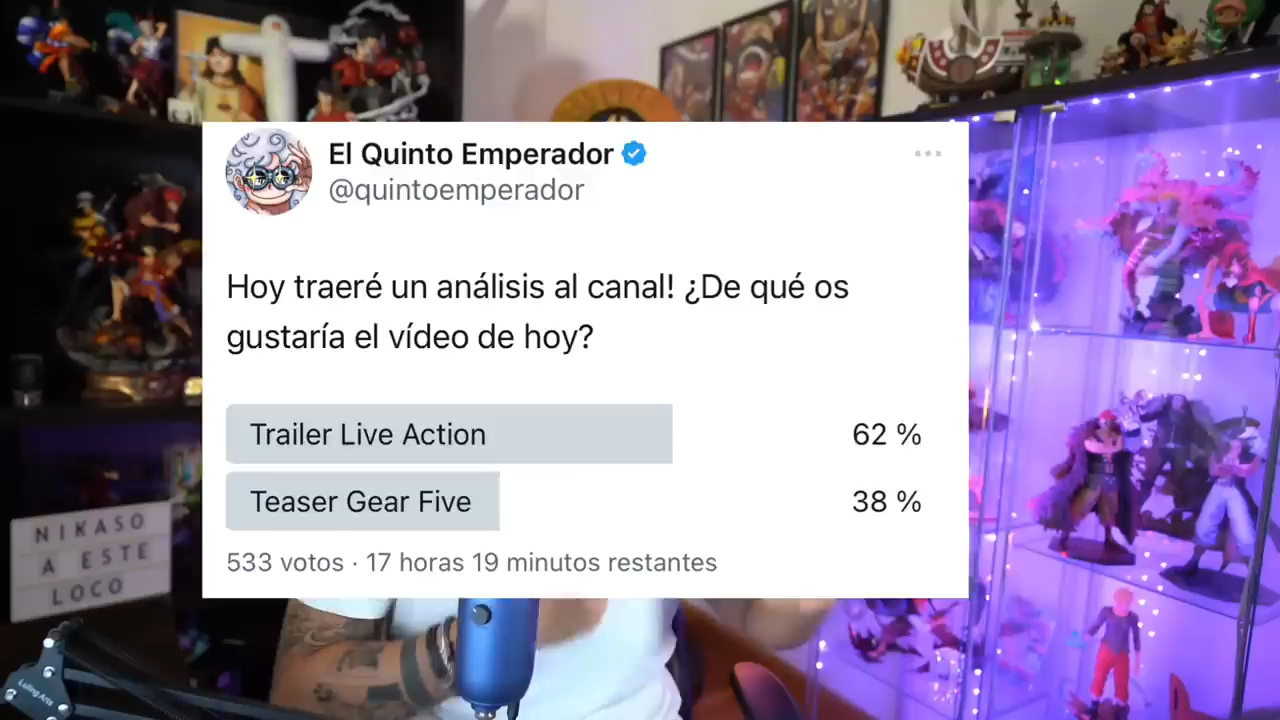 El Quinto Emperador
@quintoemperador
Hoy traeré un análisis al canal! ¿De qué os
gustaría el vídeo de hoy?
Trailer Live Action 62 %
Teaser Gear Five 38 %
533 votos · 17 horas 19 minutos restantes
NIKASO
A ESTE
LOCO